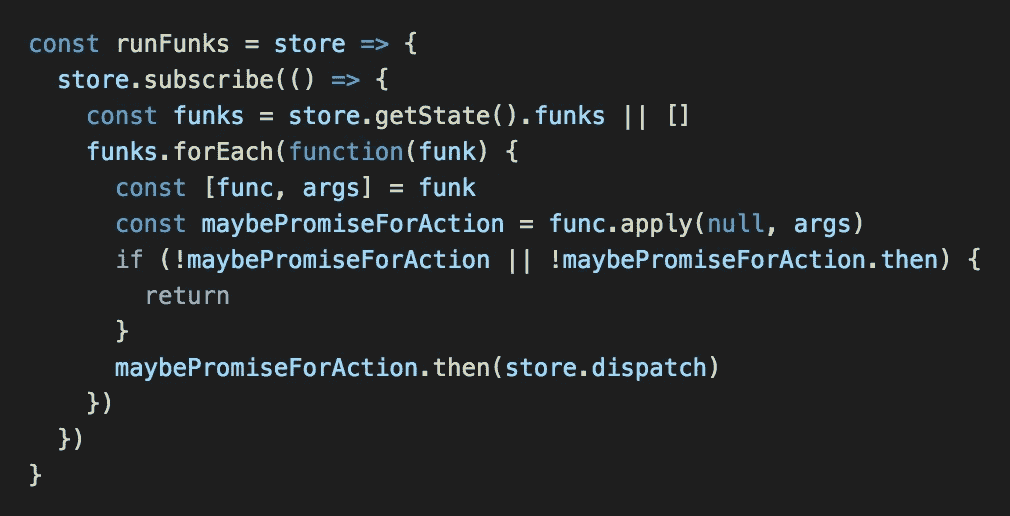 const runFunks = store => {
  store.subscribe(() => {
    const funks = store.getState().funks || []
    funks.forEach(function(funk) {
      const [func, args] = funk
      const maybePromiseForAction = func.apply(null, args)
      if (!maybePromiseForAction || !maybePromiseForAction.then) {
        return
      }
      maybePromiseForAction.then(store.dispatch)
    })
  })
}